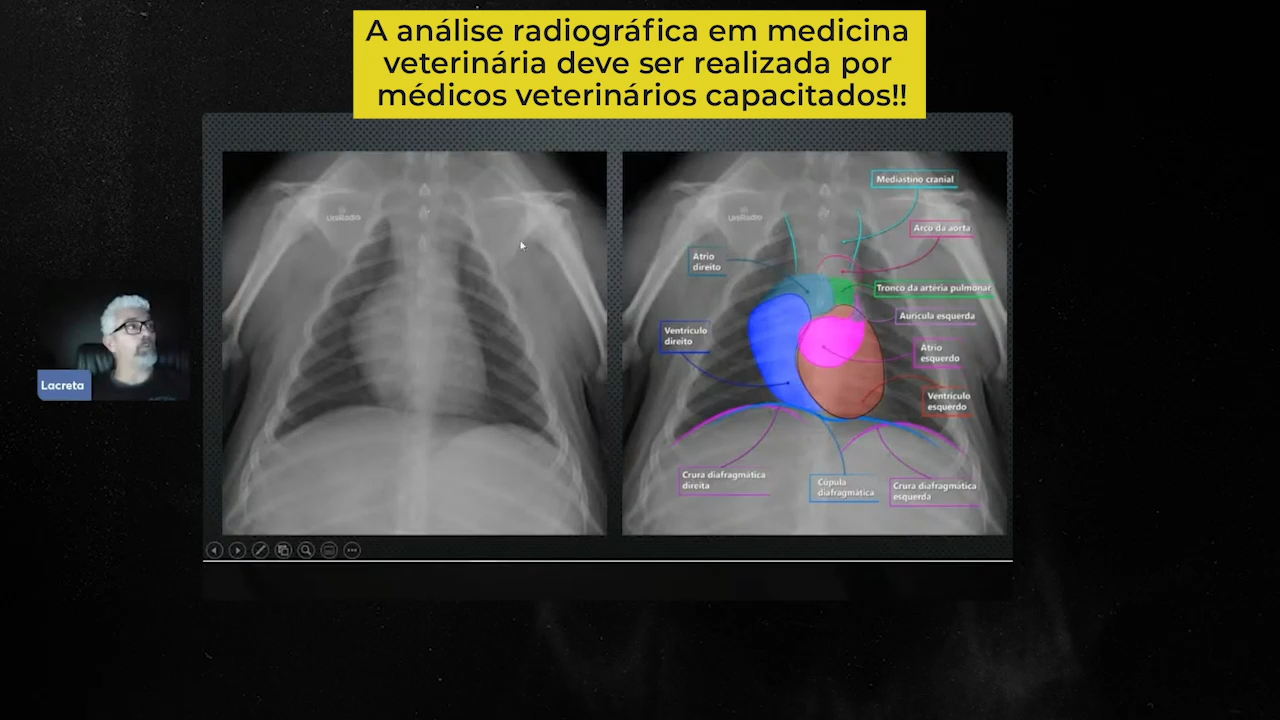 A análise radiográfica em medicina
veterinária deve ser realizada por
médicos veterinários capacitados!!
UniRadio
UniRadio
Mediastino cranial
Arco da aorta
Átrio
direito
Tronco da artéria pulmonar
Aurícula esquerda
Ventrículo
direito
Átrio
esquerdo
Lacreta
Ventrículo
esquerdo
Crura diafragmática
direita
Cúpula
diafragmática
Crura diafragmática
esquerda